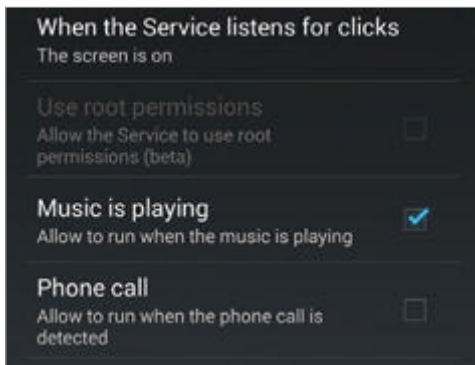 When the Service listens for clicks
The screen is on
Use root permissions
Allow the Service to use root
permissions (beta)
Music is playing
Allow to run when the music is playing
Phone call
Allow to run when the phone call is
detected